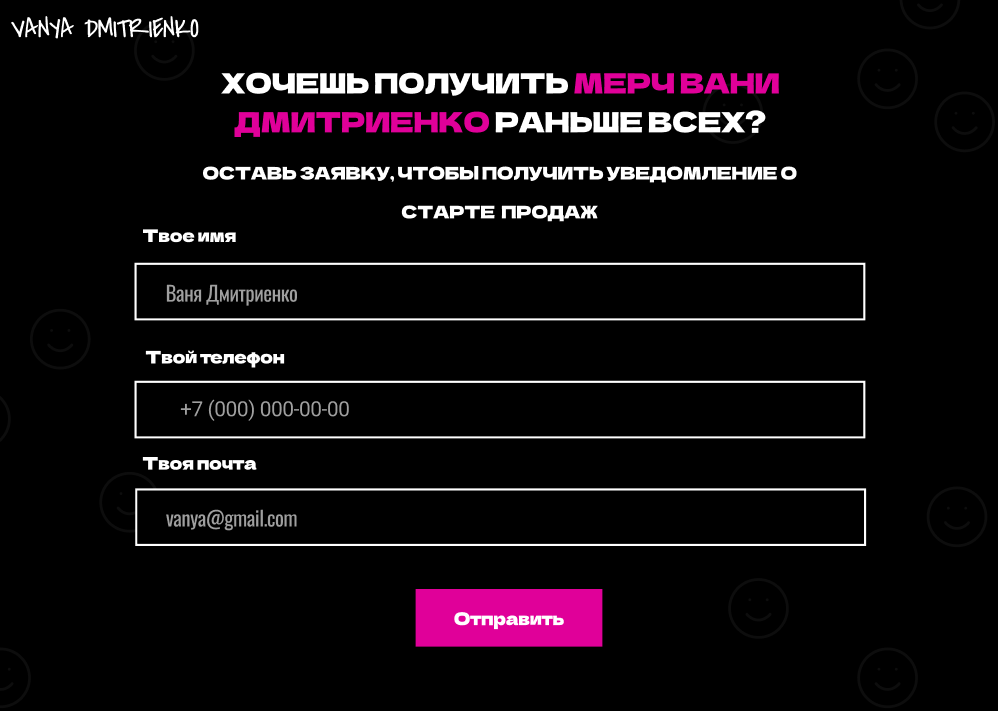 VANYA DMITRIENKO
ХОЧЕШЬ ПОЛУЧИТЬ МЕРЧ ВАНИ
ДМИТРИЕНКО РАНЬШЕ ВСЕХ?
ОСТАВЬ ЗАЯВКУ, ЧТОБЫ ПОЛУЧИТЬ УВЕДОМЛЕНИЕ О
СТАРТЕ ПРОДАЖ
Твое имя
Ваня Дмитриенко
Твой телефон
+7 (000) 000-00-00
Твоя почта
vanya@gmail.com
Отправить